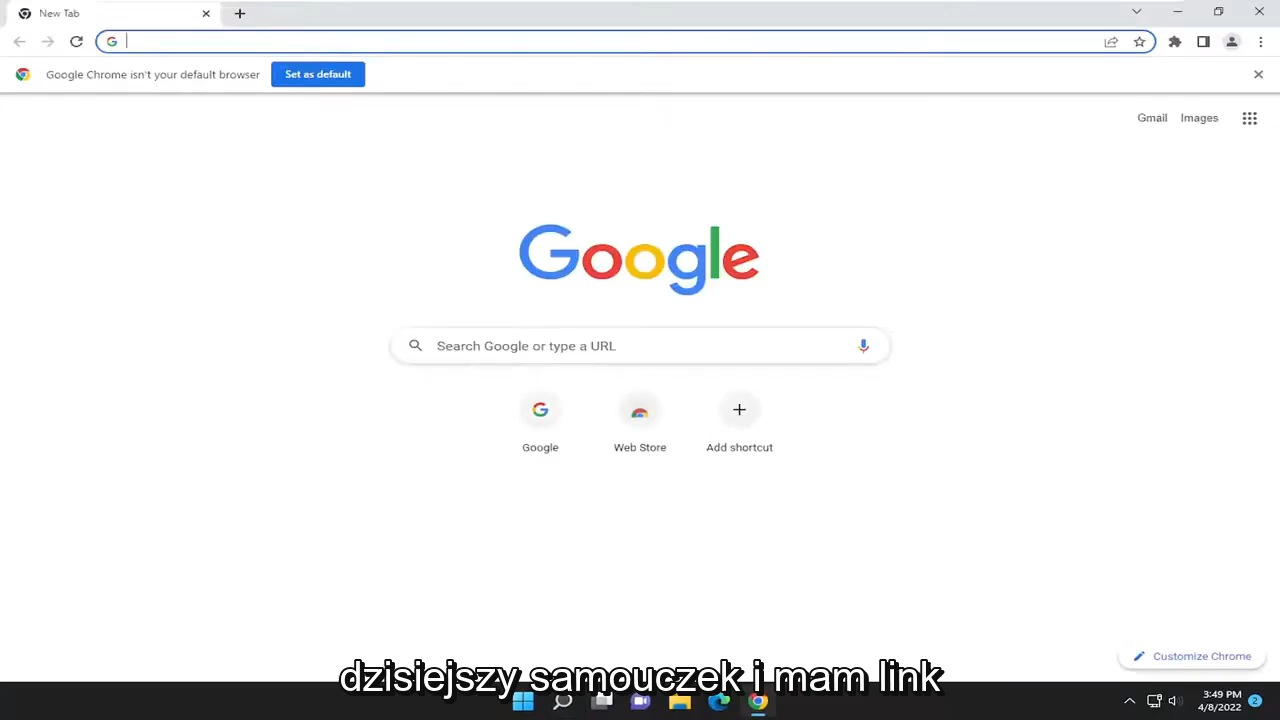 New Tab
Google Chrome isn't your default browser
Set as default
Gmail
Images
Google
Search Google or type a URL
Google
Web Store
Add shortcut
Customize Chrome
dzisiejszy samouczek i mam link
3:49 PM
4/8/2022
2